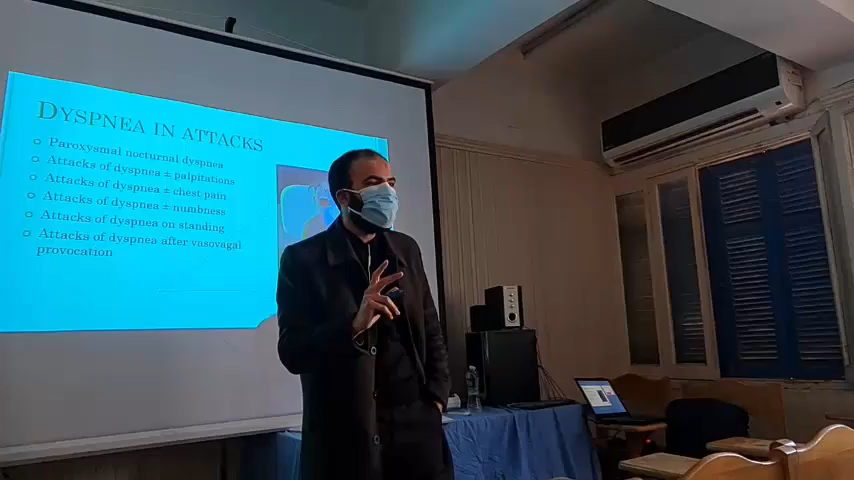 DYSPNEA IN ATTACKS
Paroxysmal nocturnal dyspnea
Attacks of dyspnea ± palpitations
Attacks of dyspnea ± chest pain
Attacks of dyspnea ± numbness
Attacks of dyspnea on standing
Attacks of dyspnea after vasovagal
provocation